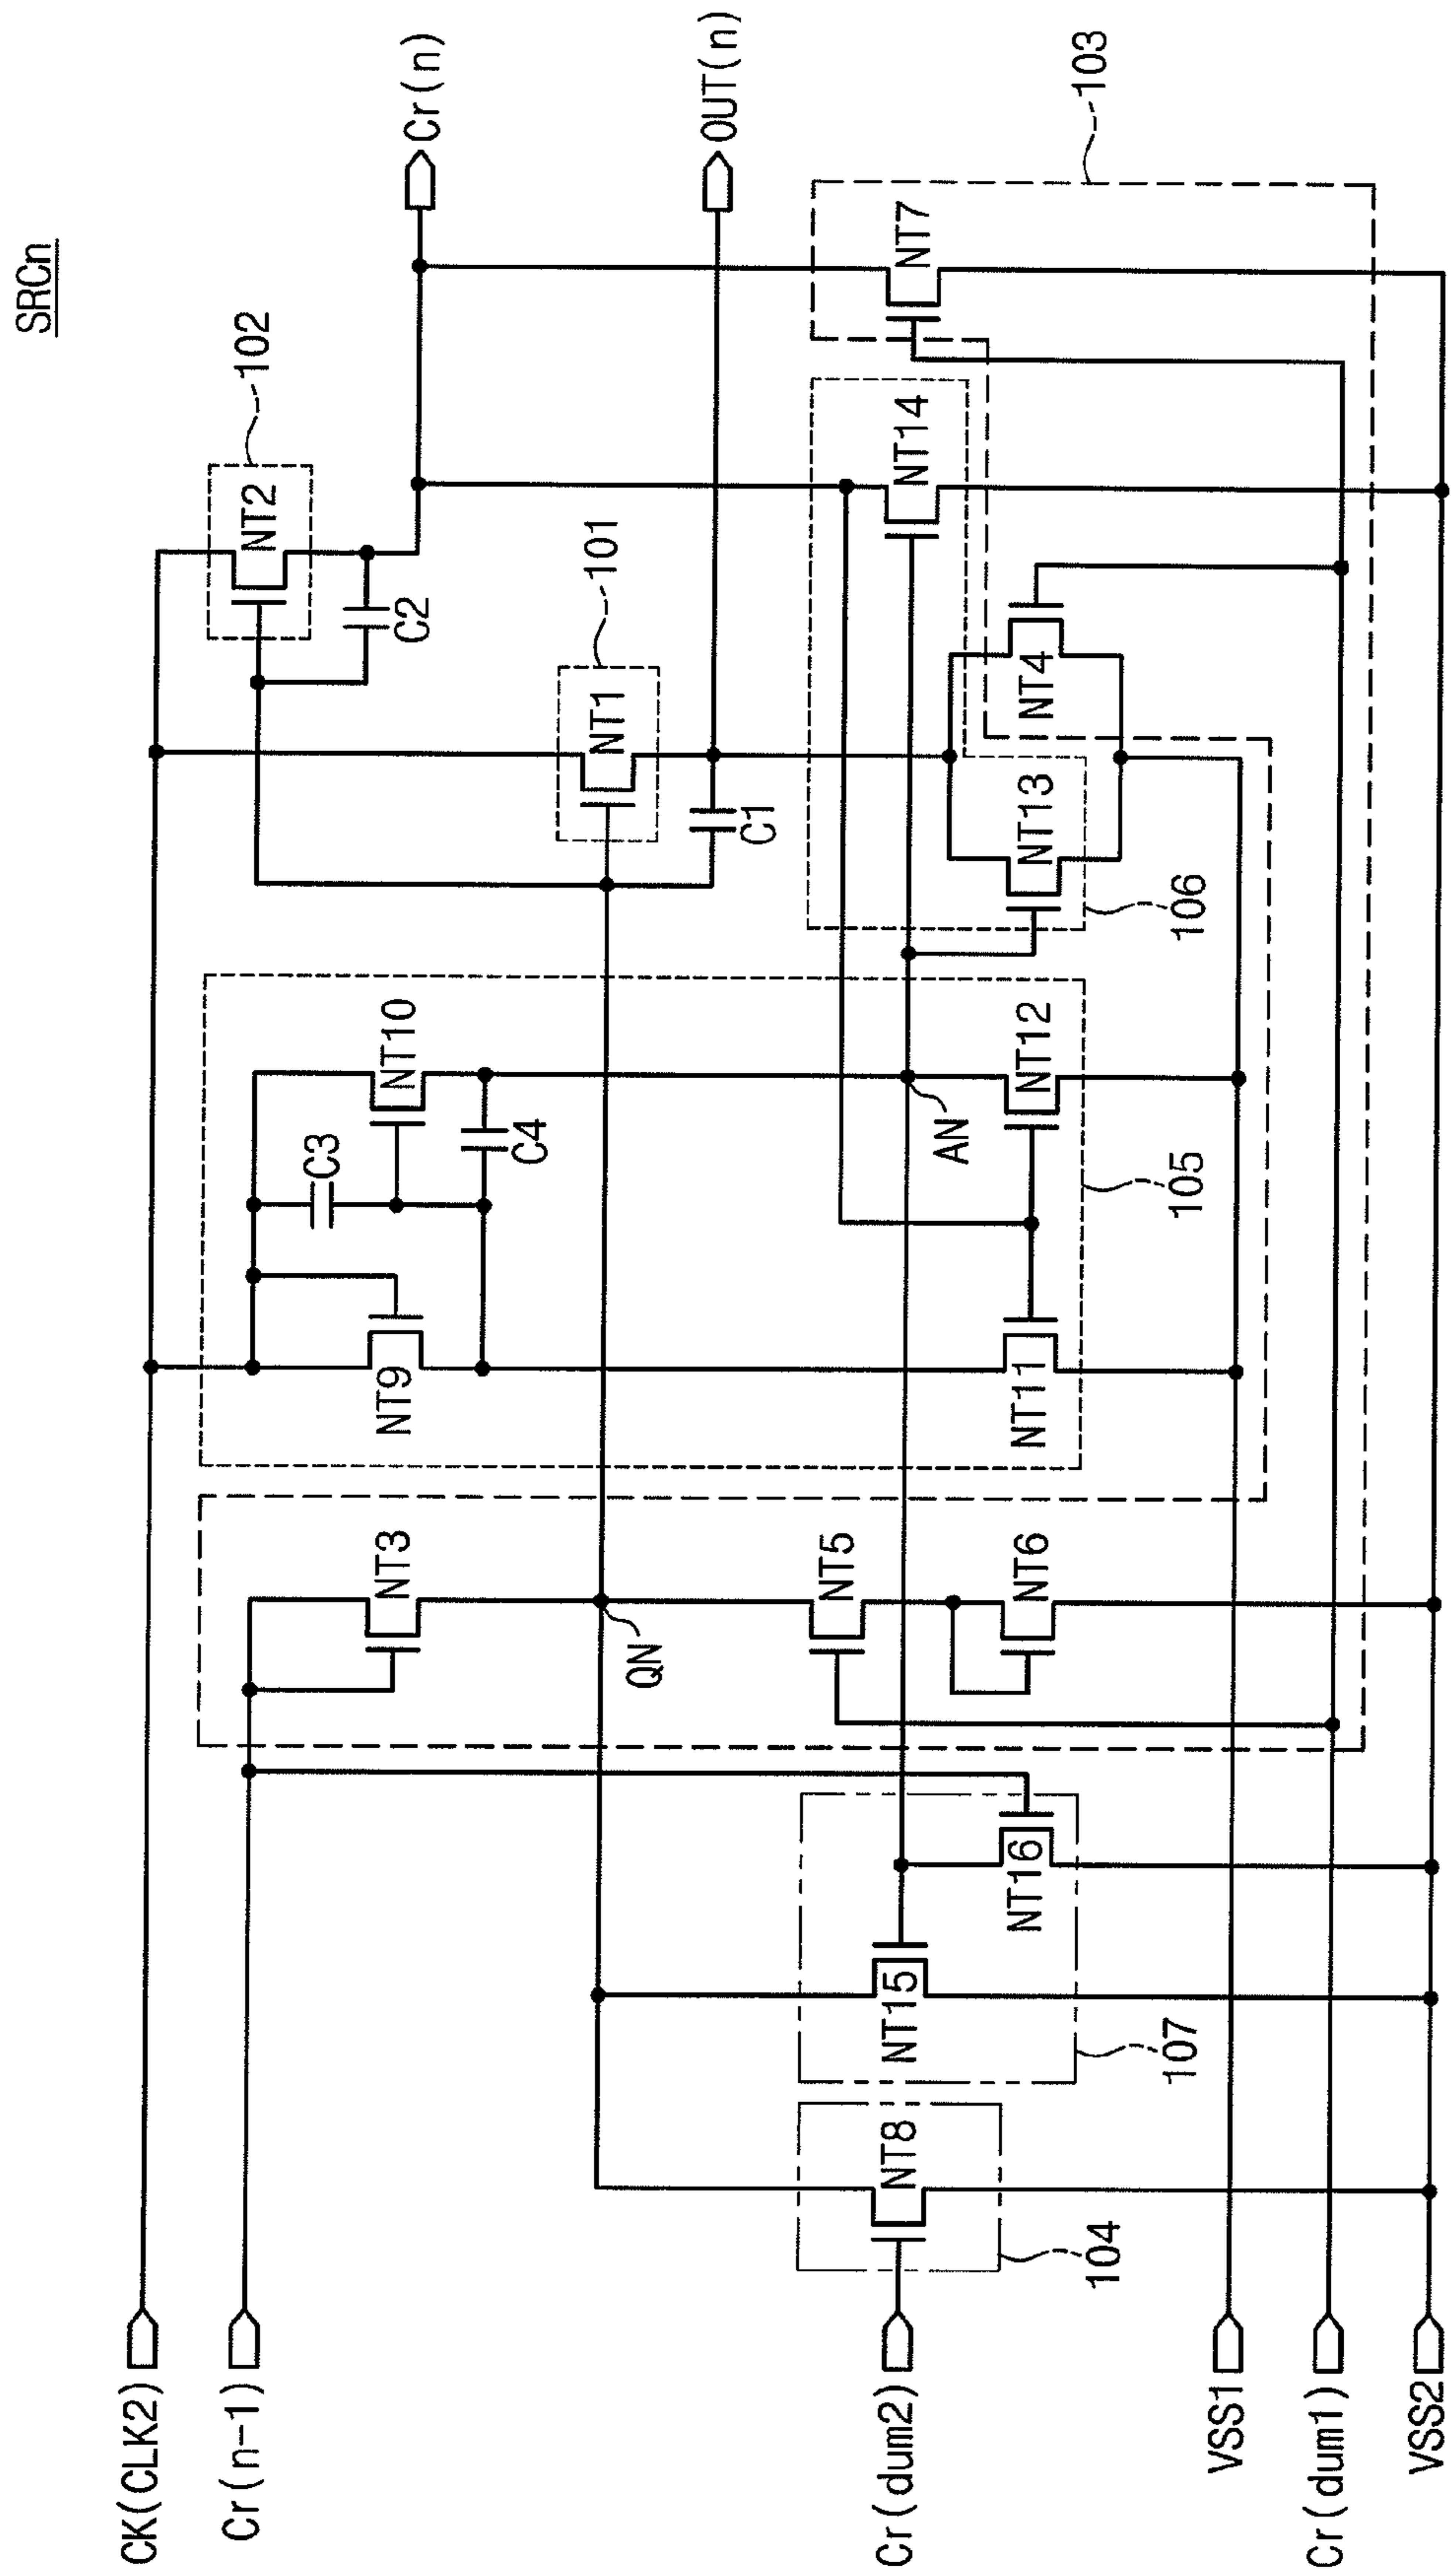 SRCn
CK(CLK2)
Cr(n-1)
Cr(dum2)
VSS1
Cr(dum1)
VSS2
Cr(n)
OUT(n)
102
NT2
C2
101
NT1
C1
103
NT7
NT14
NT4
NT13
106
NT10
C3
C4
NT9
AN
NT12
NT11
105
NT3
QN
NT5
NT6
NT16
NT15
107
NT8
104